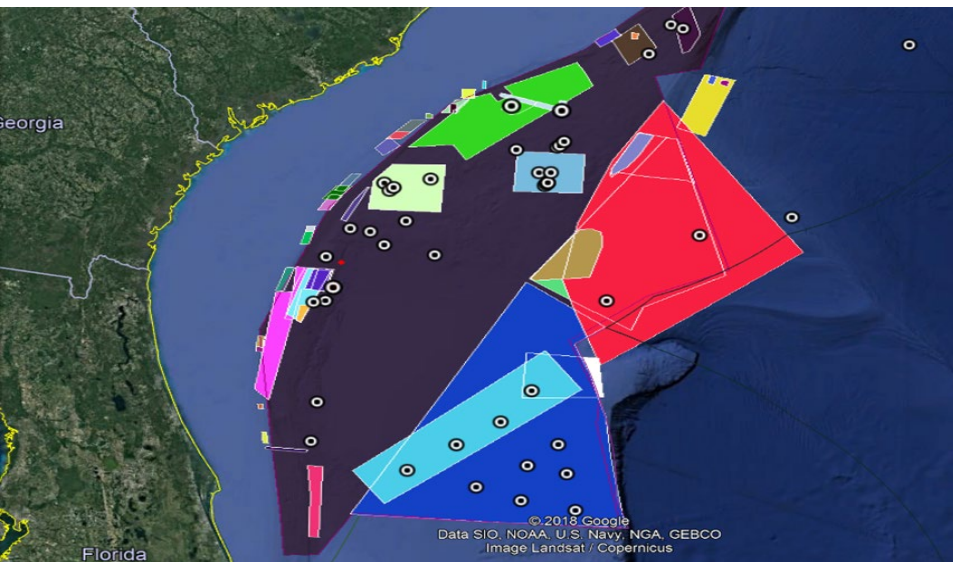 Georgia
Florida
© 2018 Google
Data SIO, NOAA, U.S. Navy, NGA, GEBCO
Image Landsat / Copernicus